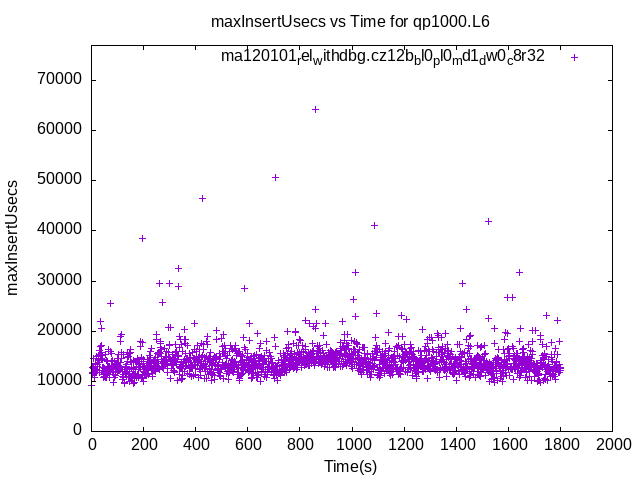 maxInsertUsecs vs Time for qp1000.L6
ma120101_rel_withdbg.cz12b_bl0_pl0_md1_dw0_c8r32
70000
60000
50000
40000
30000
20000
10000
0
maxInsertUsecs
0 200 400 600 800 1000 1200 1400 1600 1800 2000
Time(s)